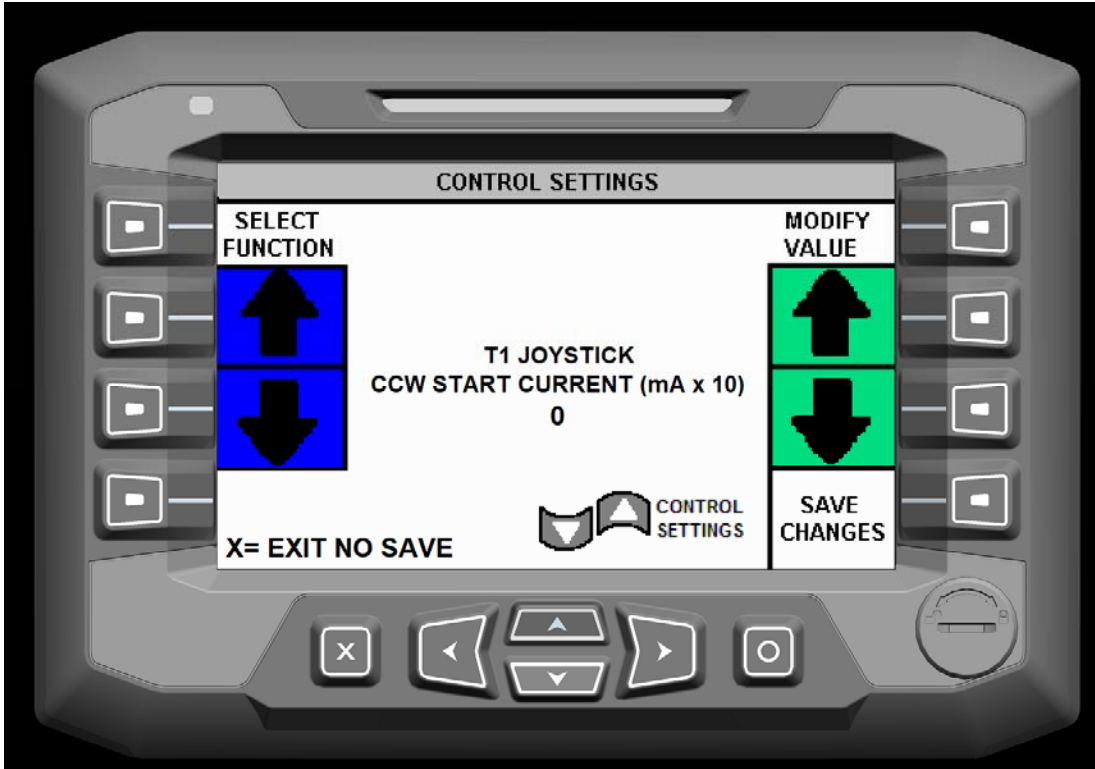 CONTROL SETTINGS
SELECT
FUNCTION
MODIFY
VALUE
T1 JOYSTICK
CCW START CURRENT (mA x 10)
0
CONTROL
SETTINGS
SAVE
CHANGES
X= EXIT NO SAVE
X
O